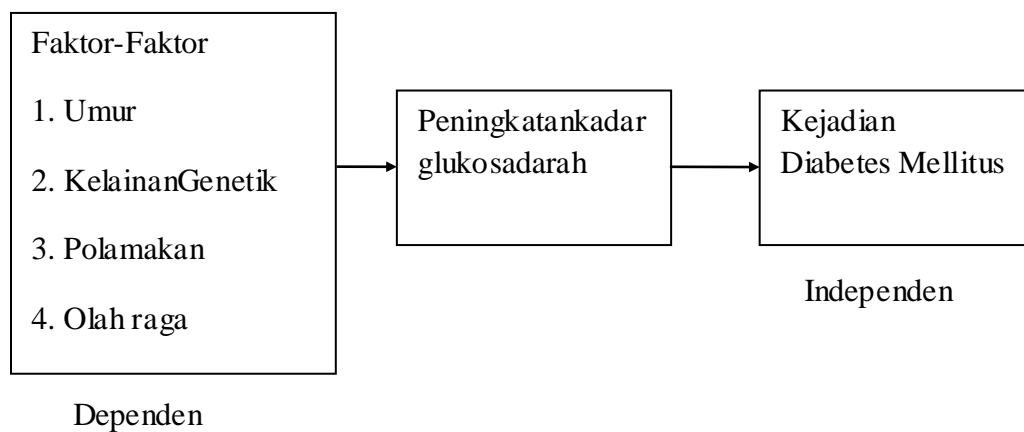 Faktor-Faktor
1. Umur
2. KelainanGenetik
3. Polamakan
4. Olah raga
Dependen
Peningkatankadar
glukosadarah
Kejadian
Diabetes Mellitus
Independen